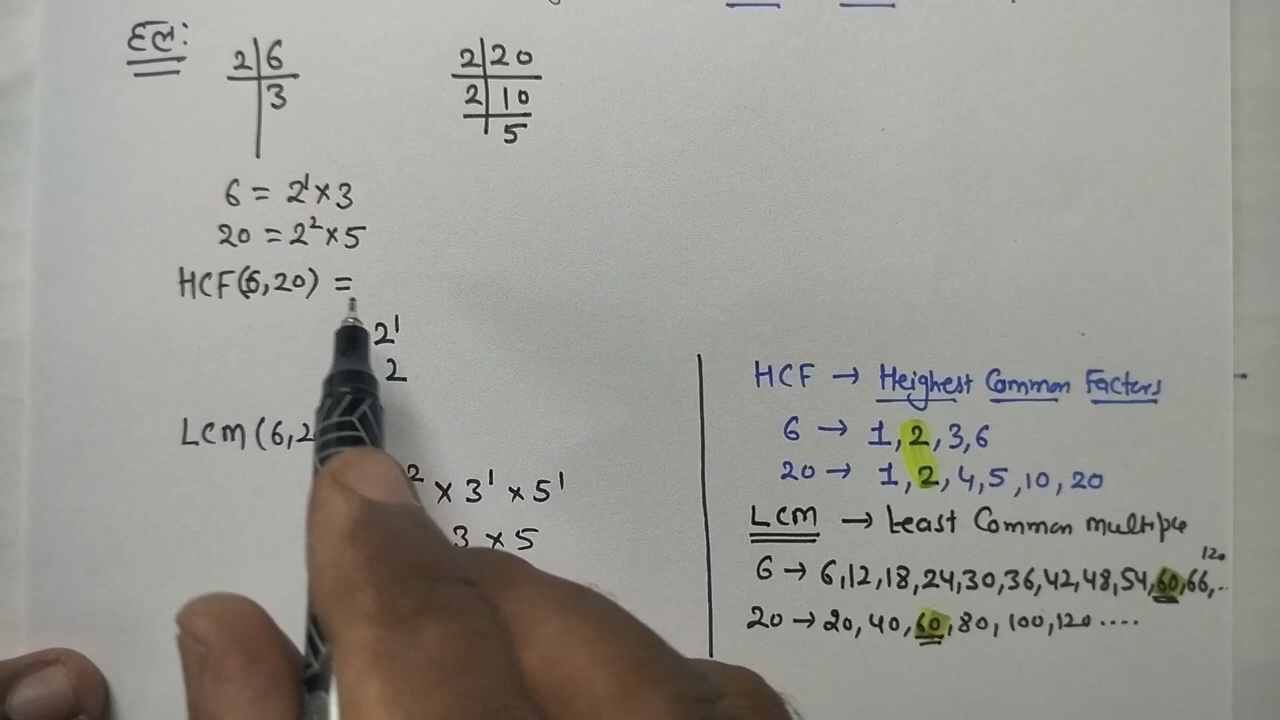 हल:
2|6
3
2|20
2|10
5
6 = 2¹×3
20 = 2²×5
HCF(6,20) =
2¹
2
Lcm(6,2
² × 3¹ × 5¹
3 × 5
HCF → Heighest Common Factors
6 → 1,2,3,6
20 → 1,2,4,5,10,20
LCM → Least Common multiple
120
6 → 6,12,18,24,30,36,42,48,54,60,66,..
20 → 20,40,60,80,100,120....